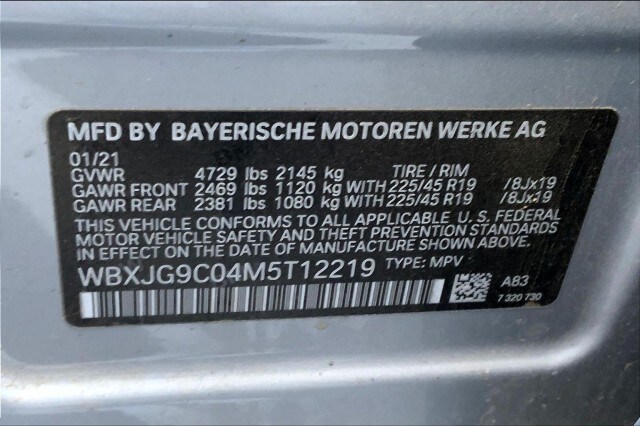 MFD BY BAYERISCHE MOTOREN WERKE AG
01/21
GVWR 4729 lbs 2145 kg TIRE / RIM
GAWR FRONT 2469 lbs 1120 kg WITH 225/45 R19 /8Jx19
GAWR REAR 2381 lbs 1080 kg WITH 225/45 R19 /8Jx19
THIS VEHICLE CONFORMS TO ALL APPLICABLE U. S. FEDERAL
MOTOR VEHICLE SAFETY AND THEFT PREVENTION STANDARDS
IN EFFECT ON THE DATE OF MANUFACTURE SHOWN ABOVE.
WBXJG9C04M5T12219 TYPE: MPV
A83
7 320 730